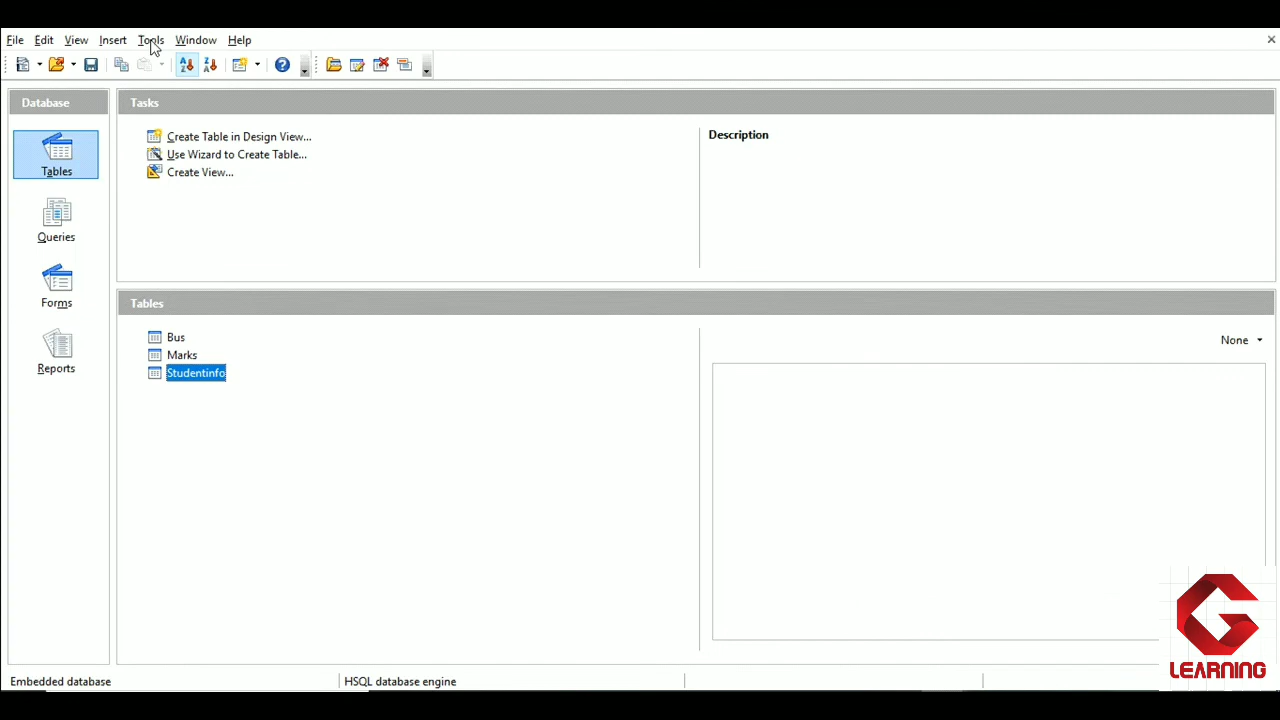 File Edit View Insert Tools Window Help
Database
Tables
Queries
Forms
Reports
Tasks
Create Table in Design View...
Use Wizard to Create Table...
Create View...
Description
Tables
Bus
Marks
Studentinfo
None
LEARNING
Embedded database
HSQL database engine